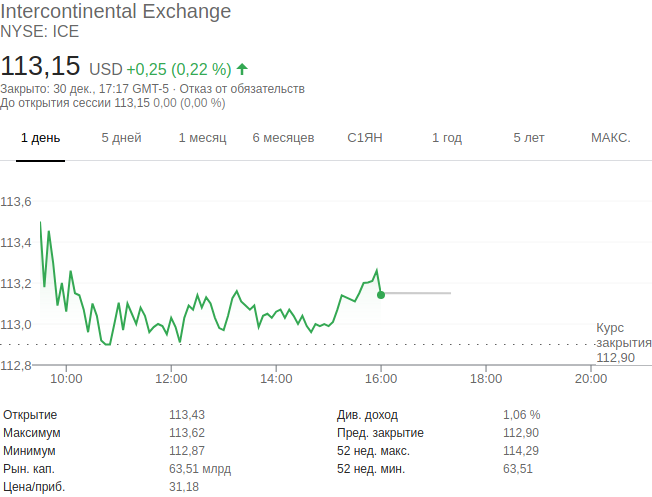 Intercontinental Exchange
NYSE: ICE
113,15 USD +0,25 (0,22 %)
Закрыто: 30 дек., 17:17 GMT-5 · Отказ от обязательств
До открытия сессии 113,15 0,00 (0,00 %)
1 день 5 дней 1 месяц 6 месяцев С1ЯН 1 год 5 лет МАКС.
113,6
113,4
113,2
113,0
Курс
закрытия
112,90
112,8
10:00 12:00 14:00 16:00 18:00 20:00
Открытие 113,43 Див. доход 1,06 %
Максимум 113,62 Пред. закрытие 112,90
Минимум 112,87 52 нед. макс. 114,29
Рын. кап. 63,51 млрд 52 нед. мин. 63,51
Цена/приб. 31,18